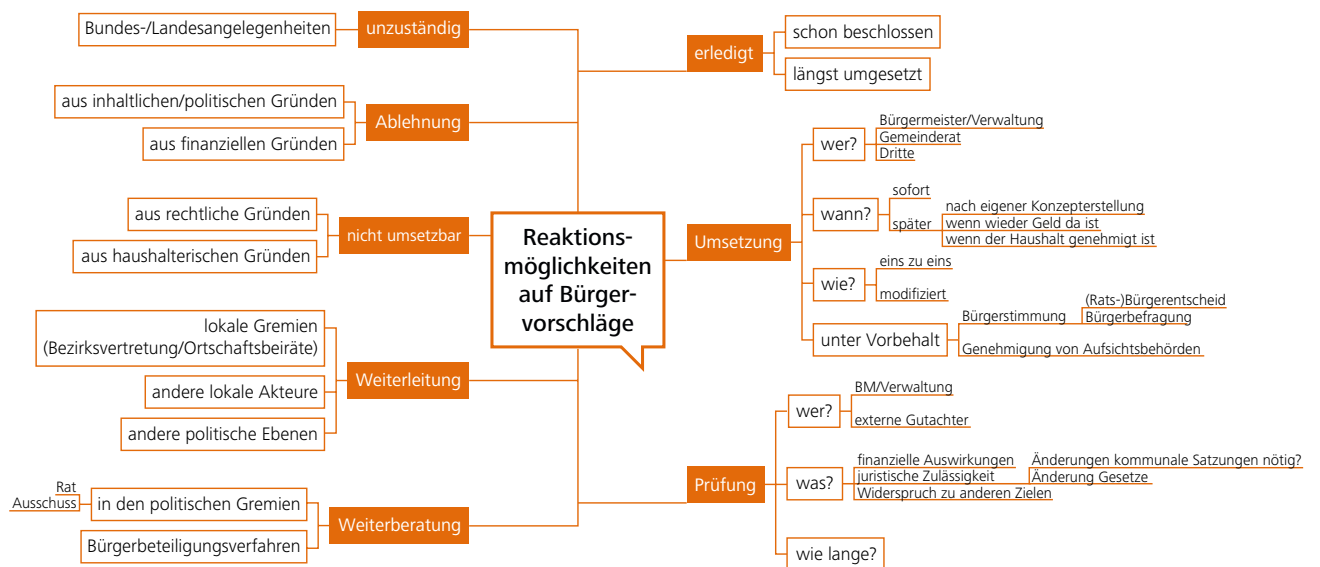 Reaktions-
möglichkeiten
auf Bürger-
vorschläge
unzuständig
Bundes-/Landesangelegenheiten
Ablehnung
aus inhaltlichen/politischen Gründen
aus finanziellen Gründen
nicht umsetzbar
aus rechtliche Gründen
aus haushalterischen Gründen
Weiterleitung
lokale Gremien
(Bezirksvertretung/Ortschaftsbeiräte)
andere lokale Akteure
andere politische Ebenen
Weiterberatung
in den politischen Gremien
Rat
Ausschuss
Bürgerbeteiligungsverfahren
erledigt
schon beschlossen
längst umgesetzt
Umsetzung
wer?
Bürgermeister/Verwaltung
Gemeinderat
Dritte
wann?
sofort
später
nach eigener Konzepterstellung
wenn wieder Geld da ist
wenn der Haushalt genehmigt ist
wie?
eins zu eins
modifiziert
unter Vorbehalt
Bürgerstimmung
(Rats-)Bürgerentscheid
Bürgerbefragung
Genehmigung von Aufsichtsbehörden
Prüfung
wer?
BM/Verwaltung
externe Gutachter
was?
finanzielle Auswirkungen
juristische Zulässigkeit
Änderungen kommunale Satzungen nötig?
Änderung Gesetze
Widerspruch zu anderen Zielen
wie lange?